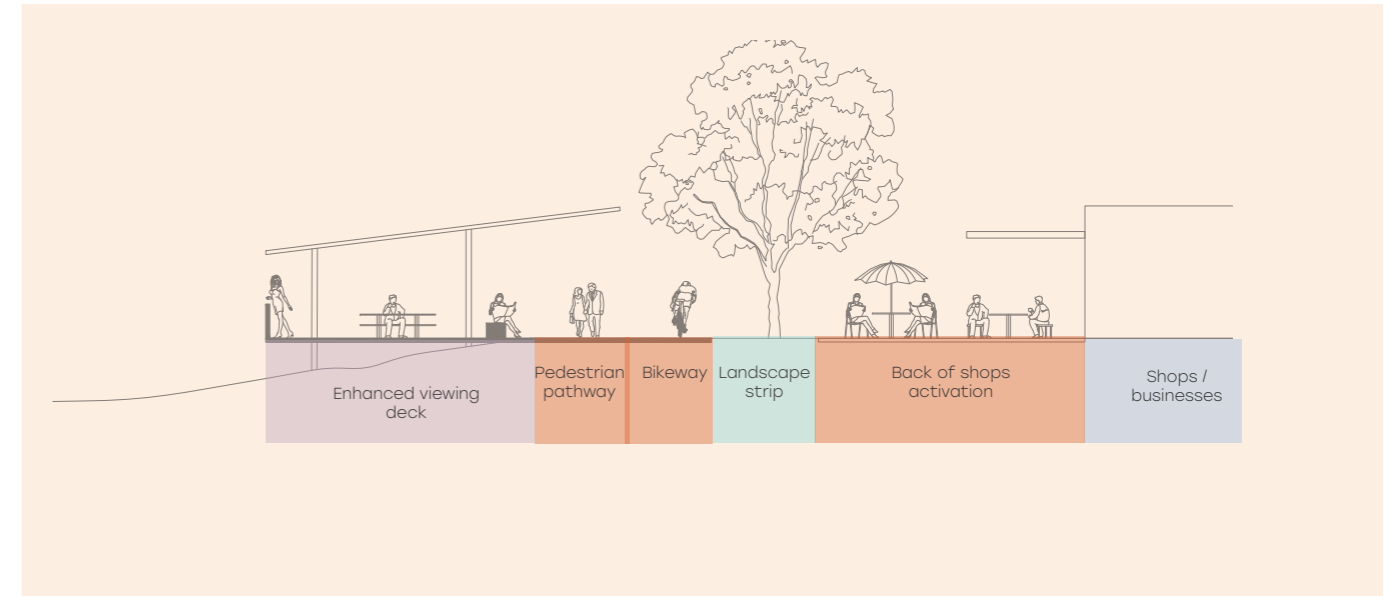 Enhanced viewing
deck
Pedestrian
pathway
Bikeway
Landscape
strip
Back of shops
activation
Shops /
businesses